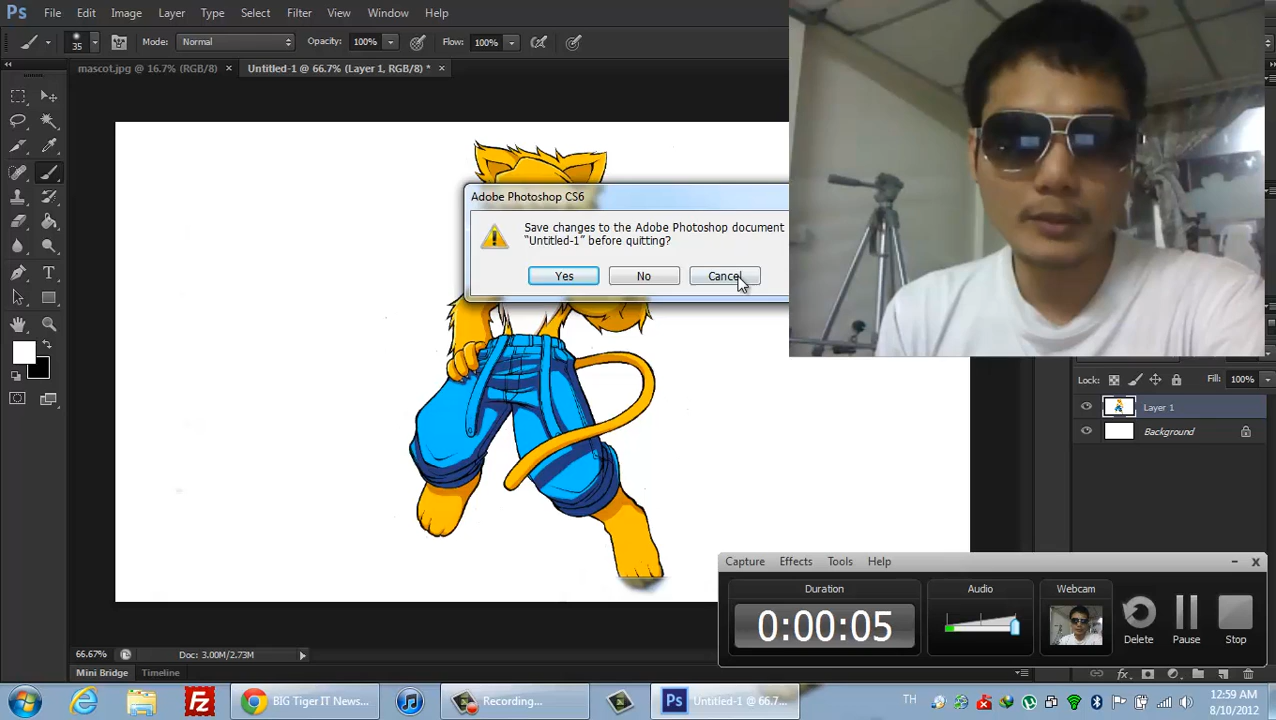 Ps File Edit Image Layer Type Select Filter View Window Help
35 Mode: Normal Opacity: 100% Flow: 100%
mascot.jpg @ 16.7% (RGB/8) × Untitled-1 @ 66.7% (Layer 1, RGB/8) * ×
Adobe Photoshop CS6
Save changes to the Adobe Photoshop document
“Untitled-1” before quitting?
Yes No Cancel
Lock: Fill: 100%
Layer 1
Background
Capture Effects Tools Help
Duration Audio Webcam
0:00:05
Delete Pause Stop
66.67% Doc: 3.00M/2.73M
Mini Bridge Timeline
fx
BIG Tiger IT News... Recording... Ps Untitled-1 @ 66.7... TH 12:59 AM
8/10/2012